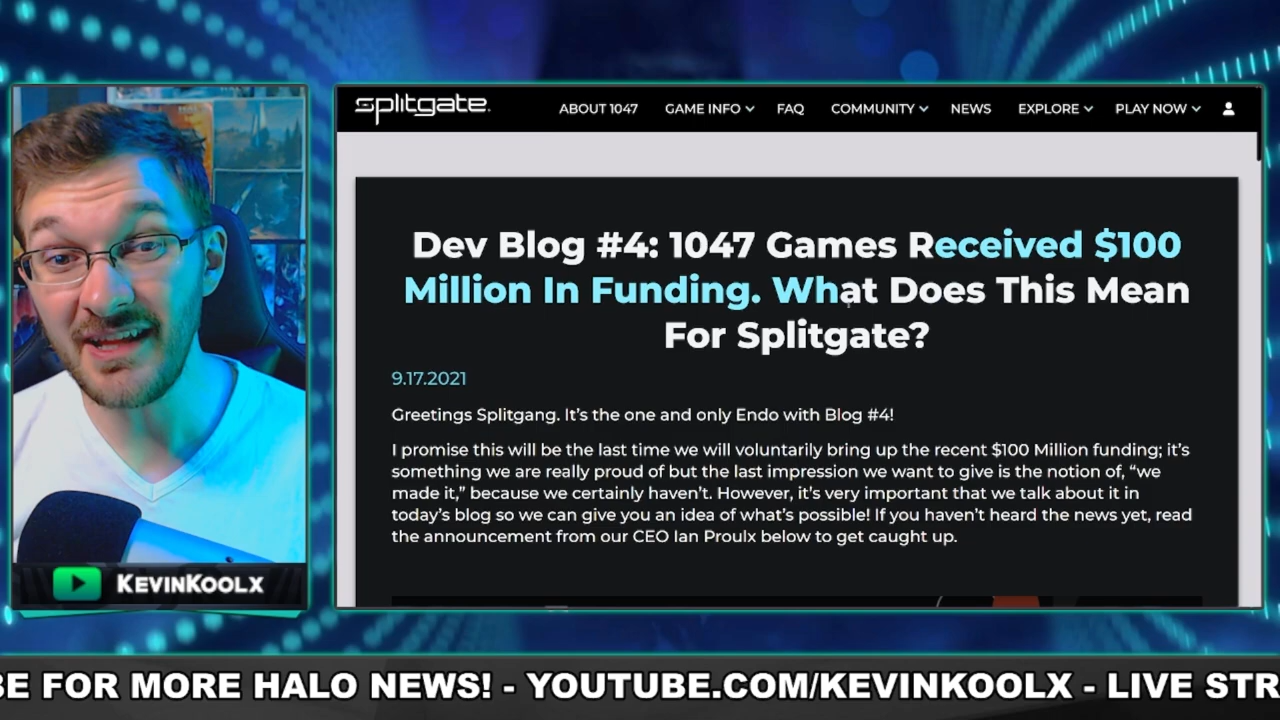 splitgate.
ABOUT 1047 GAME INFO FAQ COMMUNITY NEWS EXPLORE PLAY NOW
Dev Blog #4: 1047 Games Received $100
Million In Funding. What Does This Mean
For Splitgate?
9.17.2021
Greetings Splitgang. It's the one and only Endo with Blog #4!
I promise this will be the last time we will voluntarily bring up the recent $100 Million funding; it's
something we are really proud of but the last impression we want to give is the notion of, “we
made it,” because we certainly haven't. However, it's very important that we talk about it in
today's blog so we can give you an idea of what's possible! If you haven't heard the news yet, read
the announcement from our CEO Ian Proulx below to get caught up.
KEVINKOOLX
BE FOR MORE HALO NEWS! - YOUTUBE.COM/KEVINKOOLX - LIVE STR